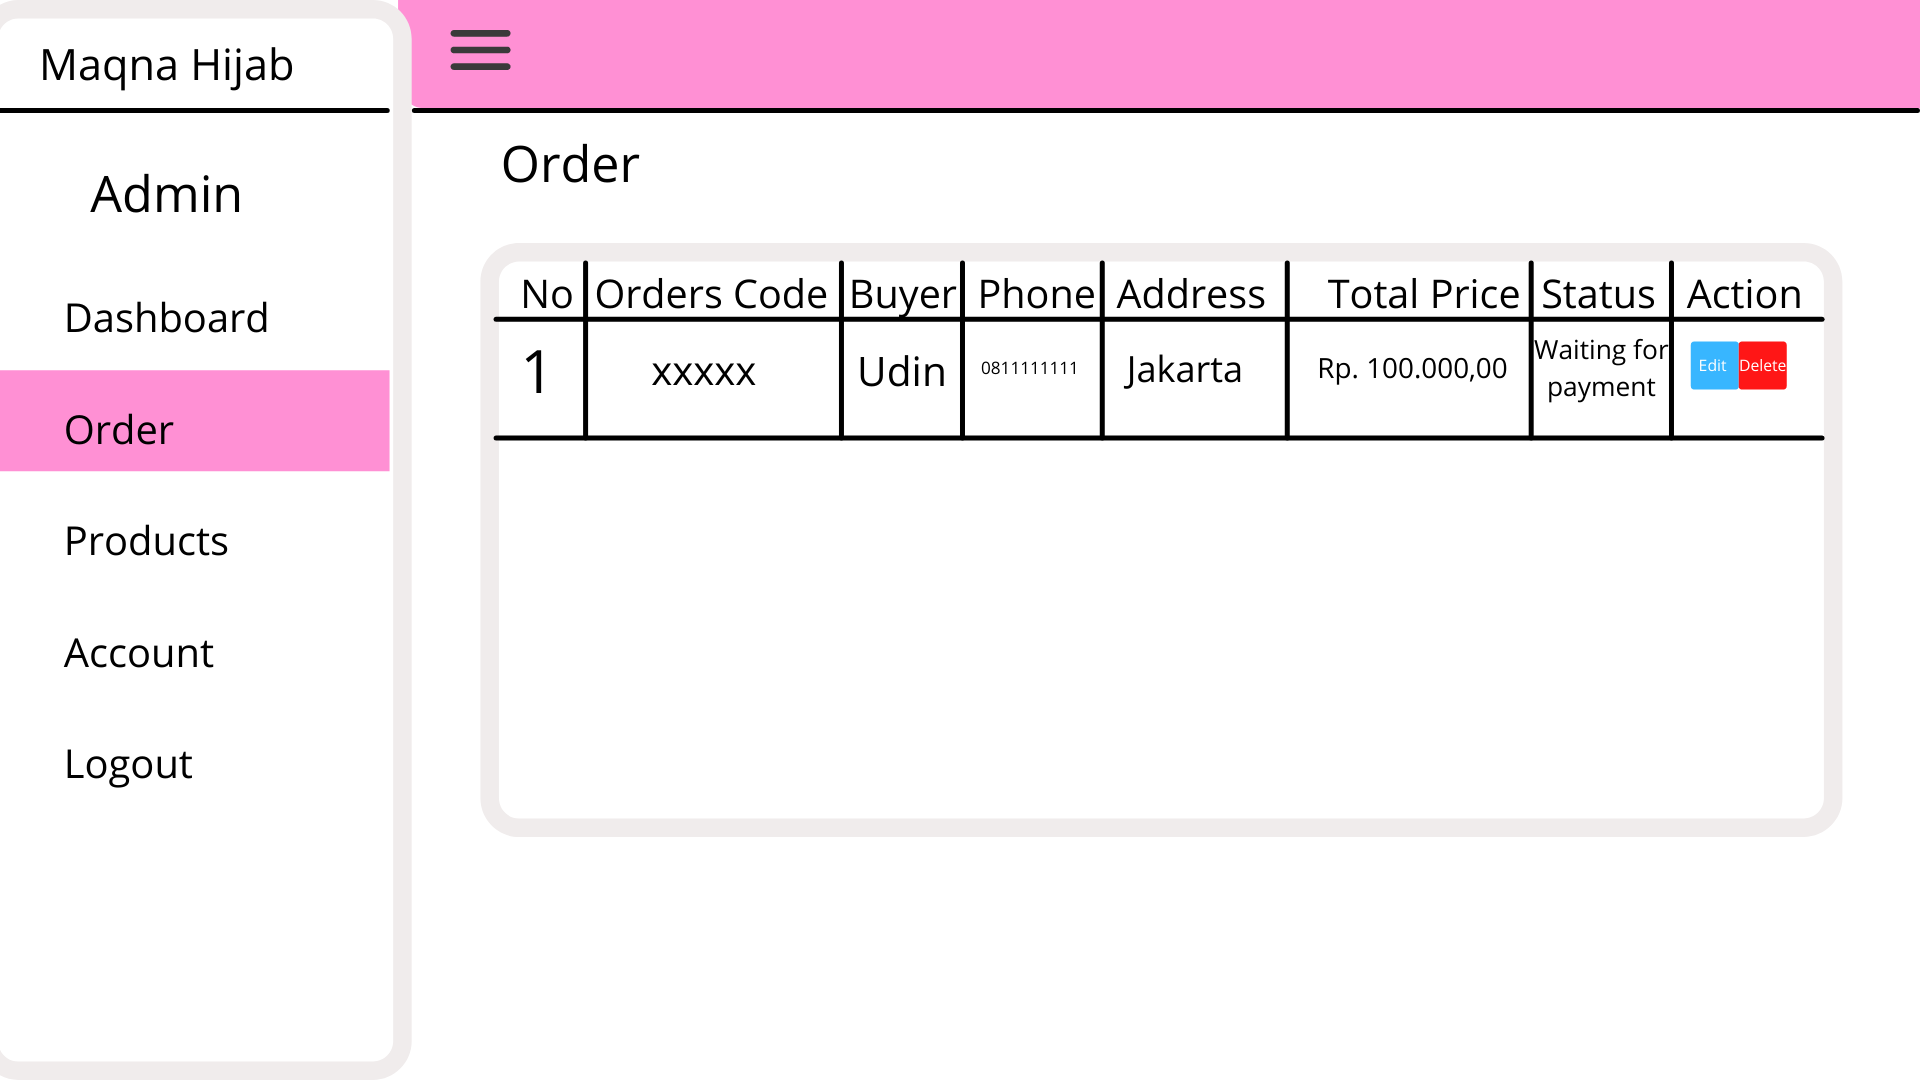 Maqna Hijab
Admin
Dashboard
Order
Products
Account
Logout
Order
No Orders Code Buyer Phone Address Total Price Status Action
1 xxxxx Udin 0811111111 Jakarta Rp. 100.000,00 Waiting for payment Edit Delete